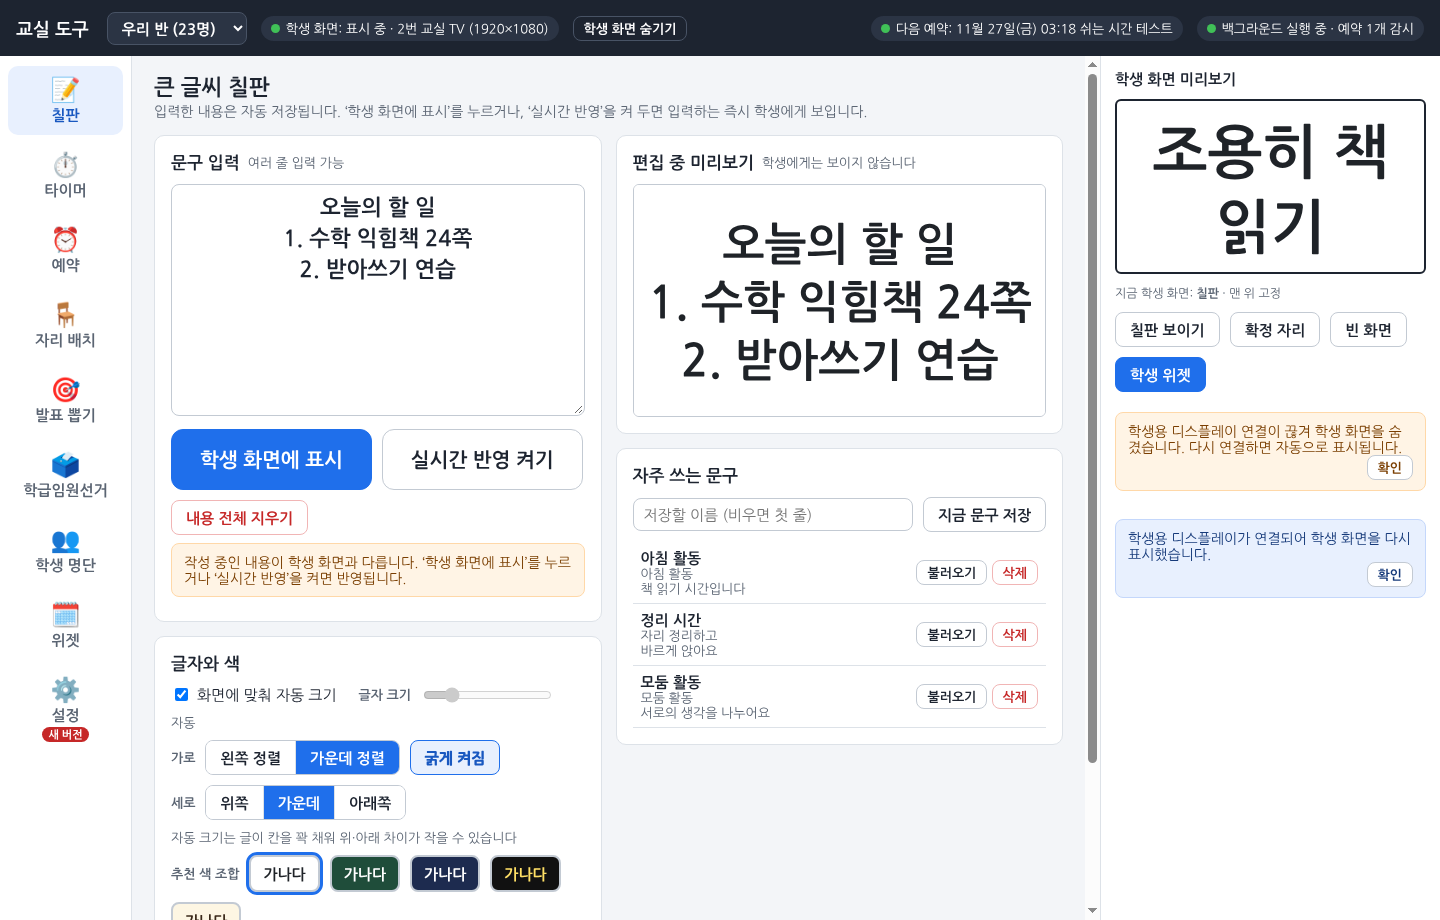 교실 도구
우리 반 (23명)
학생 화면: 표시 중 · 2번 교실 TV (1920×1080)
학생 화면 숨기기
다음 예약: 11월 27일(금) 03:18 쉬는 시간 테스트
백그라운드 실행 중 · 예약 1개 감시
칠판
타이머
예약
자리 배치
발표 뽑기
학급임원선거
학생 명단
위젯
설정
새 버전
큰 글씨 칠판
입력한 내용은 자동 저장됩니다. ‘학생 화면에 표시’를 누르거나, ‘실시간 반영’을 켜 두면 입력하는 즉시 학생에게 보입니다.
문구 입력 여러 줄 입력 가능
오늘의 할 일
1. 수학 익힘책 24쪽
2. 받아쓰기 연습
학생 화면에 표시
실시간 반영 켜기
내용 전체 지우기
작성 중인 내용이 학생 화면과 다릅니다. ‘학생 화면에 표시’를 누르
거나 ‘실시간 반영’을 켜면 반영됩니다.
글자와 색
화면에 맞춰 자동 크기
글자 크기
자동
가로
왼쪽 정렬
가운데 정렬
굵게 켜짐
세로
위쪽
가운데
아래쪽
자동 크기는 글이 칸을 꽉 채워 위·아래 차이가 작을 수 있습니다
추천 색 조합
가나다
가나다
가나다
가나다
가나다
편집 중 미리보기 학생에게는 보이지 않습니다
오늘의 할 일
1. 수학 익힘책 24쪽
2. 받아쓰기 연습
자주 쓰는 문구
저장할 이름 (비우면 첫 줄)
지금 문구 저장
아침 활동
아침 활동
책 읽기 시간입니다
불러오기
삭제
정리 시간
자리 정리하고
바르게 앉아요
불러오기
삭제
모둠 활동
모둠 활동
서로의 생각을 나누어요
불러오기
삭제
학생 화면 미리보기
조용히 책
읽기
지금 학생 화면: 칠판 · 맨 위 고정
칠판 보이기
확정 자리
빈 화면
학생 위젯
학생용 디스플레이 연결이 끊겨 학생 화면을 숨
겼습니다. 다시 연결하면 자동으로 표시됩니다.
확인
학생용 디스플레이가 연결되어 학생 화면을 다시
표시했습니다.
확인